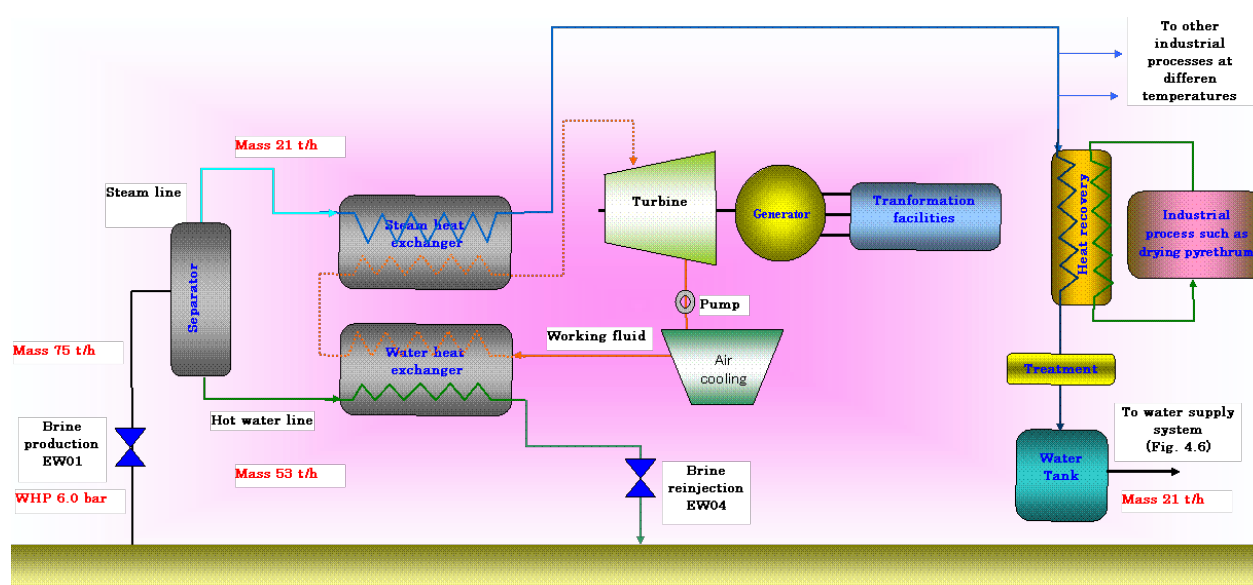 To other
industrial
processes at
differen
temperatures
Mass 21 t/h
Steam line
Steam heat
exchanger
Turbine
Generator
Tranformation
facilities
Heat recovery
Industrial
process such as
drying pyrethrum
Separator
Pump
Mass 75 t/h
Water heat
exchanger
Working fluid
Air
cooling
Treatment
Hot water line
Brine
production
EW01
Mass 53 t/h
WHP 6.0 bar
Brine
reinjection
EW04
Water
Tank
To water supply
system
(Fig. 4.6)
Mass 21 t/h